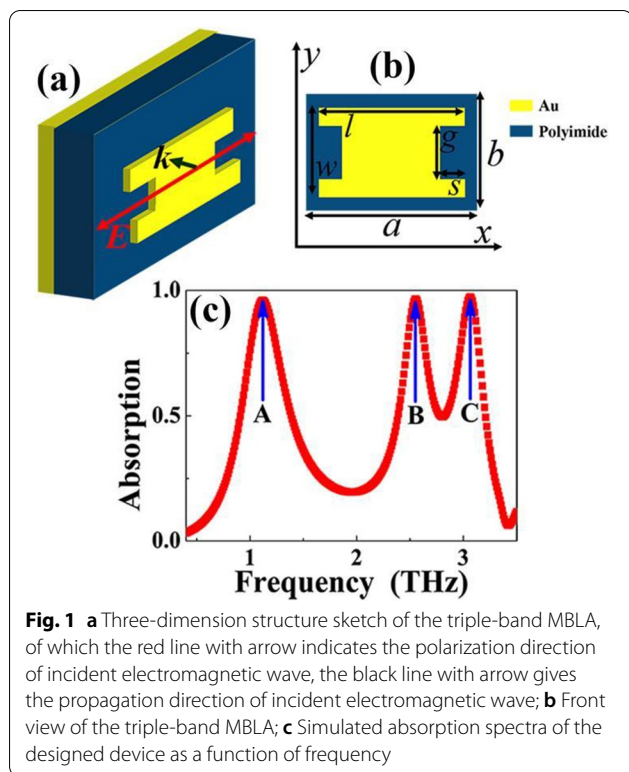 (a)
k
E
(b)
y
l
g
w
s
b
a
x
Au
Polyimide
(c)
1.0
0.5
0.0
Absorption
A
B
C
1
2
3
Frequency (THz)
Fig. 1 a Three-dimension structure sketch of the triple-band MBLA,
of which the red line with arrow indicates the polarization direction
of incident electromagnetic wave, the black line with arrow gives
the propagation direction of incident electromagnetic wave; b Front
view of the triple-band MBLA; c Simulated absorption spectra of the
designed device as a function of frequency